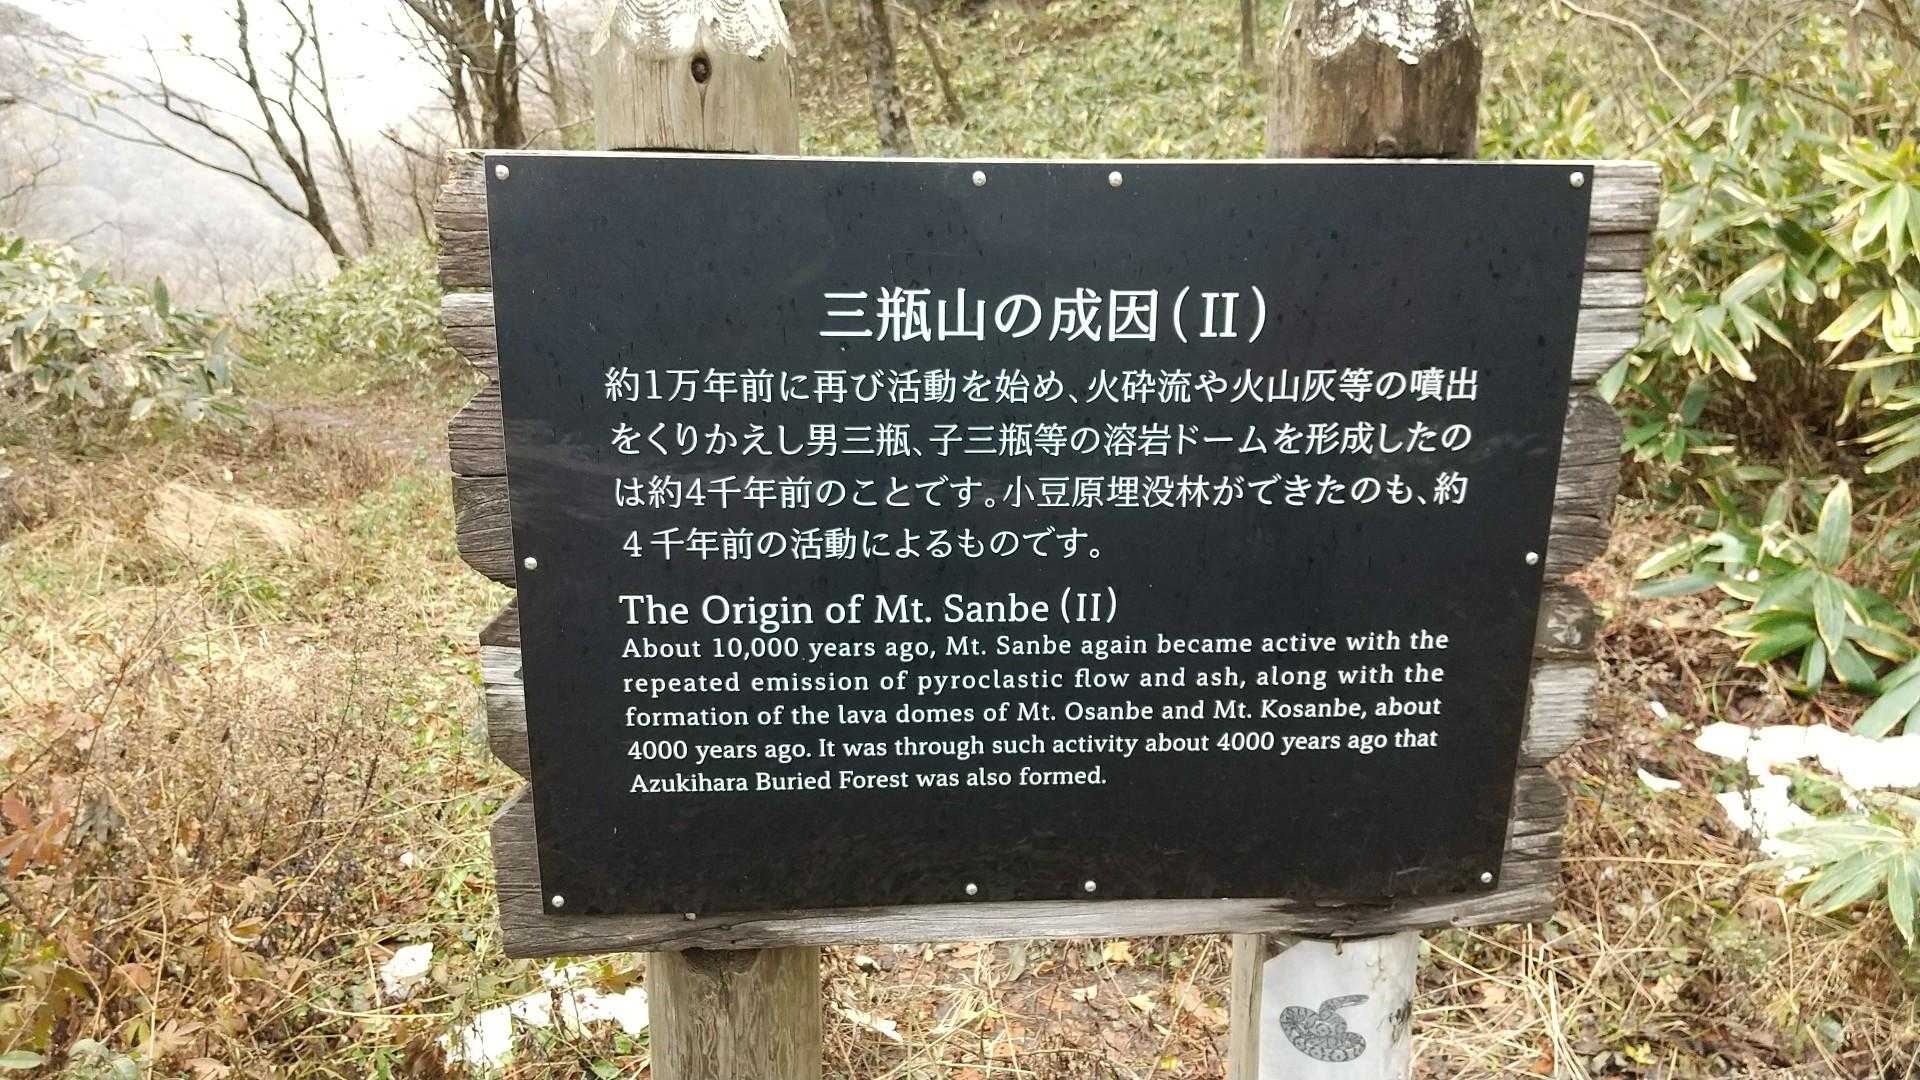 三瓶山の成因(Ⅱ)
約1万年前に再び活動を始め、火砕流や火山灰等の噴出
をくりかえし男三瓶、子三瓶等の溶岩ドームを形成したの
は約4千年前のことです。小豆原埋没林ができたのも、約
4千年前の活動によるものです。
The Origin of Mt. Sanbe (II)
About 10,000 years ago, Mt. Sanbe again became active with the
repeated emission of pyroclastic flow and ash, along with the
formation of the lava domes of Mt. Osanbe and Mt. Kosanbe, about
4000 years ago. It was through such activity about 4000 years ago that
Azukihara Buried Forest was also formed.